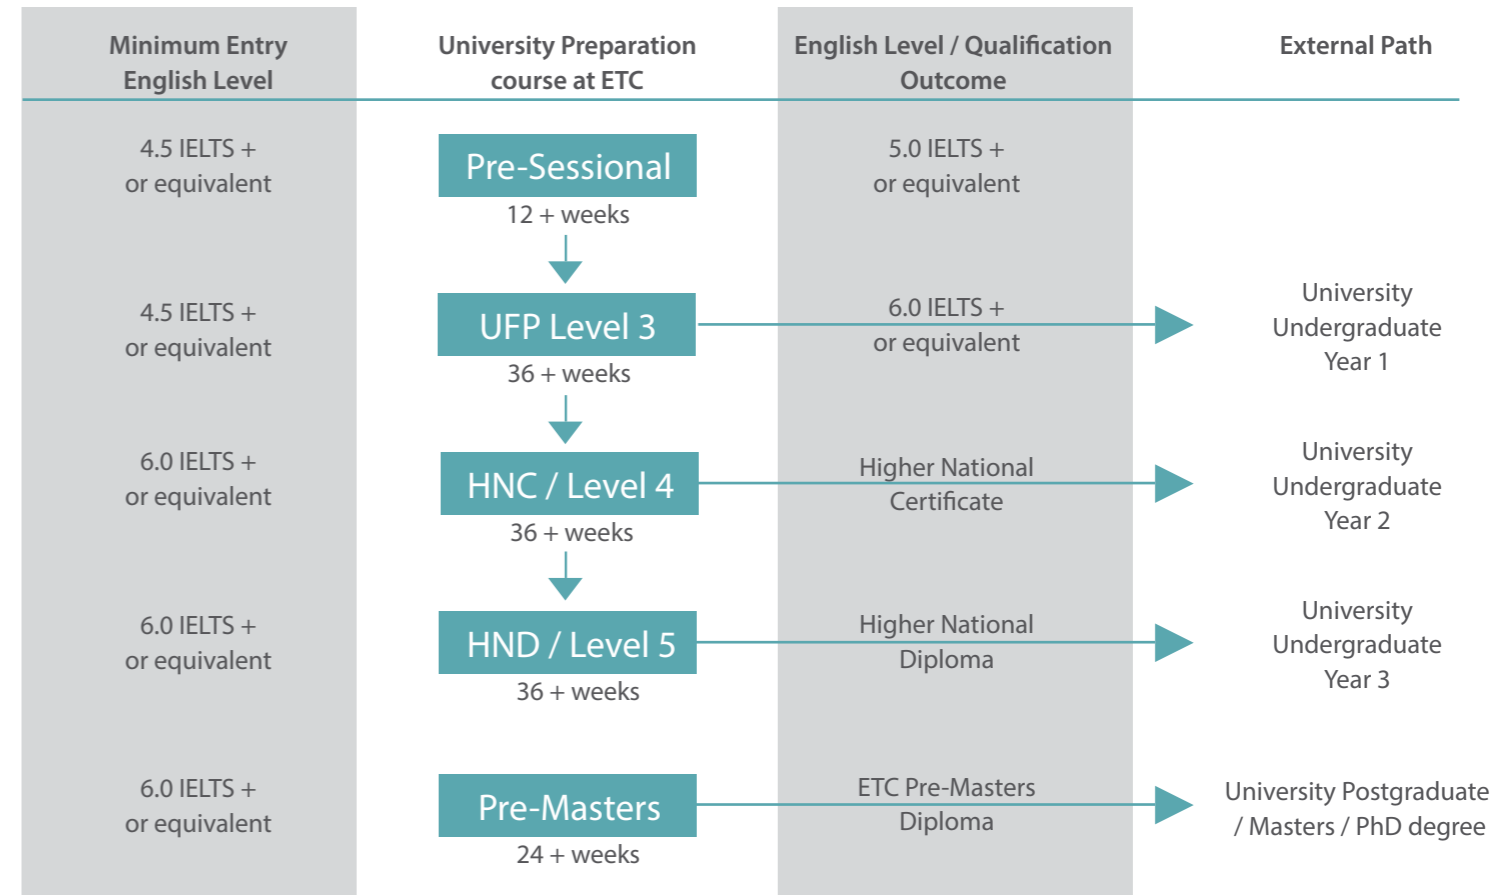 Minimum Entry
English Level
University Preparation
course at ETC
English Level / Qualification
Outcome
External Path
4.5 IELTS +
or equivalent
Pre-Sessional
12 + weeks
5.0 IELTS +
or equivalent
4.5 IELTS +
or equivalent
UFP Level 3
36 + weeks
6.0 IELTS +
or equivalent
University
Undergraduate
Year 1
6.0 IELTS +
or equivalent
HNC / Level 4
36 + weeks
Higher National
Certificate
University
Undergraduate
Year 2
6.0 IELTS +
or equivalent
HND / Level 5
36 + weeks
Higher National
Diploma
University
Undergraduate
Year 3
6.0 IELTS +
or equivalent
Pre-Masters
24 + weeks
ETC Pre-Masters
Diploma
University Postgraduate
/ Masters / PhD degree